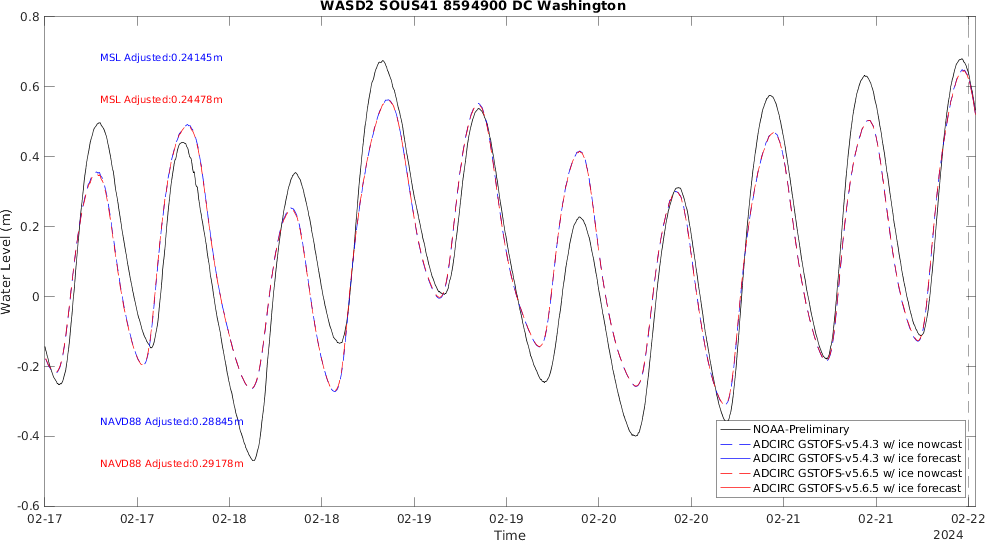 WASD2 SOUS41 8594900 DC Washington
0.8
0.6
0.4
0.2
0
-0.2
-0.4
-0.6
Water Level (m)
MSL Adjusted:0.24145m
MSL Adjusted:0.24478m
NAVD88 Adjusted:0.28845m
NAVD88 Adjusted:0.29178m
NOAA-Preliminary
ADCIRC GSTOFS-v5.4.3 w/ ice nowcast
ADCIRC GSTOFS-v5.4.3 w/ ice forecast
ADCIRC GSTOFS-v5.6.5 w/ ice nowcast
ADCIRC GSTOFS-v5.6.5 w/ ice forecast
02-17 02-17 02-18 02-18 02-19 02-19 02-20 02-20 02-21 02-21 02-22
Time
2024